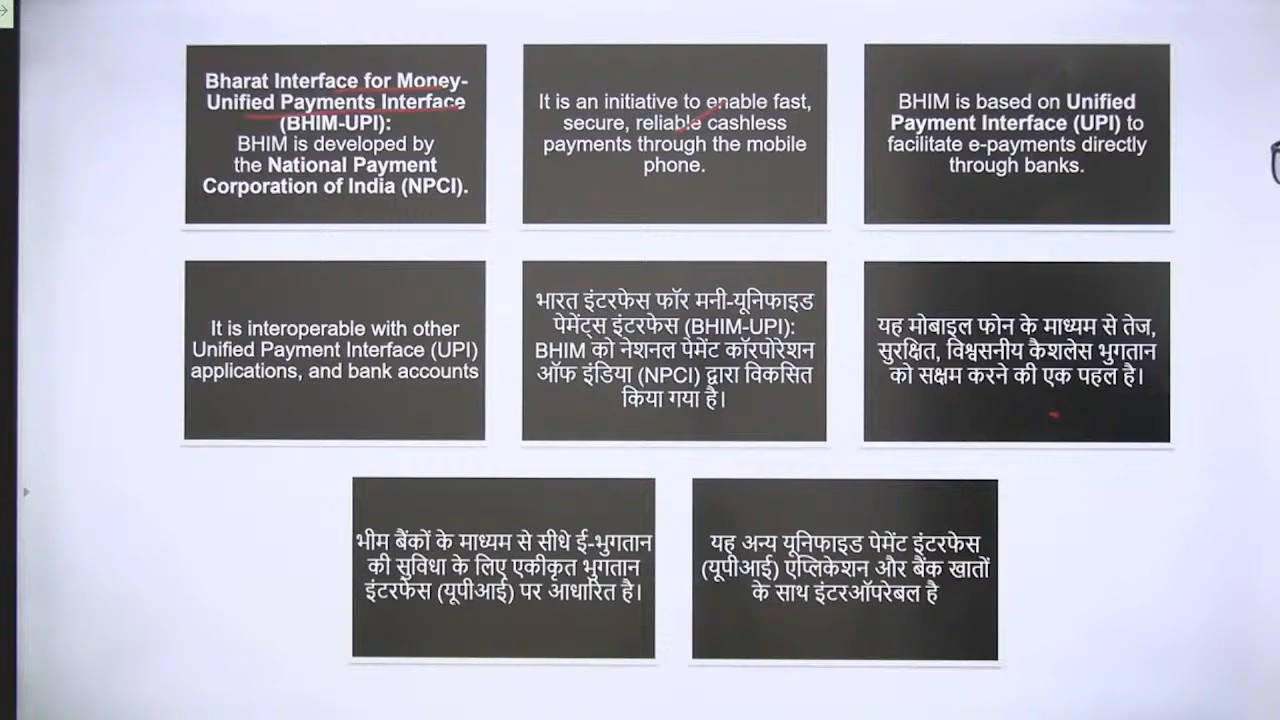 Bharat Interface for Money-
Unified Payments Interface
(BHIM-UPI):
BHIM is developed by
the National Payment
Corporation of India (NPCI).
It is an initiative to enable fast,
secure, reliable cashless
payments through the mobile
phone.
BHIM is based on Unified
Payment Interface (UPI) to
facilitate e-payments directly
through banks.
It is interoperable with other
Unified Payment Interface (UPI)
applications, and bank accounts
भारत इंटरफेस फॉर मनी-यूनिफाइड
पेमेंट्स इंटरफेस (BHIM-UPI):
BHIM को नेशनल पेमेंट कॉरपोरेशन
ऑफ इंडिया (NPCI) द्वारा विकसित
किया गया है।
यह मोबाइल फोन के माध्यम से तेज,
सुरक्षित, विश्वसनीय कैशलेस भुगतान
को सक्षम करने की एक पहल है।
भीम बैंकों के माध्यम से सीधे ई-भुगतान
की सुविधा के लिए एकीकृत भुगतान
इंटरफेस (यूपीआई) पर आधारित है।
यह अन्य यूनिफाइड पेमेंट इंटरफेस
(यूपीआई) एप्लिकेशन और बैंक खातों
के साथ इंटरऑपरेबल है